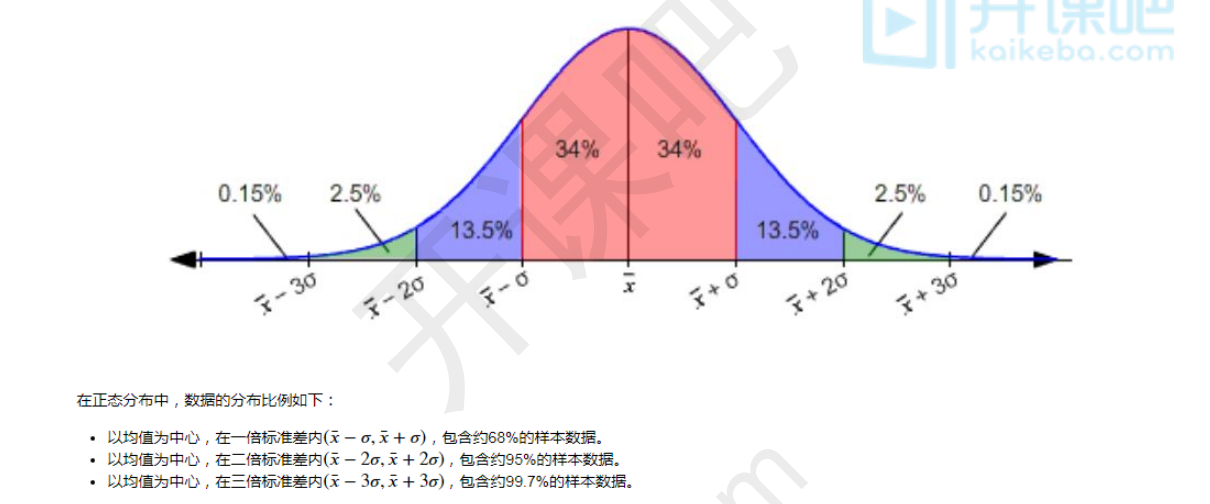 开课吧
kaikeba.com
34% 34%
0.15% 2.5% 2.5% 0.15%
13.5% 13.5%
x̄ − 3σ x̄ − 2σ x̄ − σ x̄ x̄ + σ x̄ + 2σ x̄ + 3σ
开课吧
在正态分布中，数据的分布比例如下：
• 以均值为中心，在一倍标准差内(x̄ − σ, x̄ + σ)，包含约68%的样本数据。
• 以均值为中心，在二倍标准差内(x̄ − 2σ, x̄ + 2σ)，包含约95%的样本数据。
• 以均值为中心，在三倍标准差内(x̄ − 3σ, x̄ + 3σ)，包含约99.7%的样本数据。
m